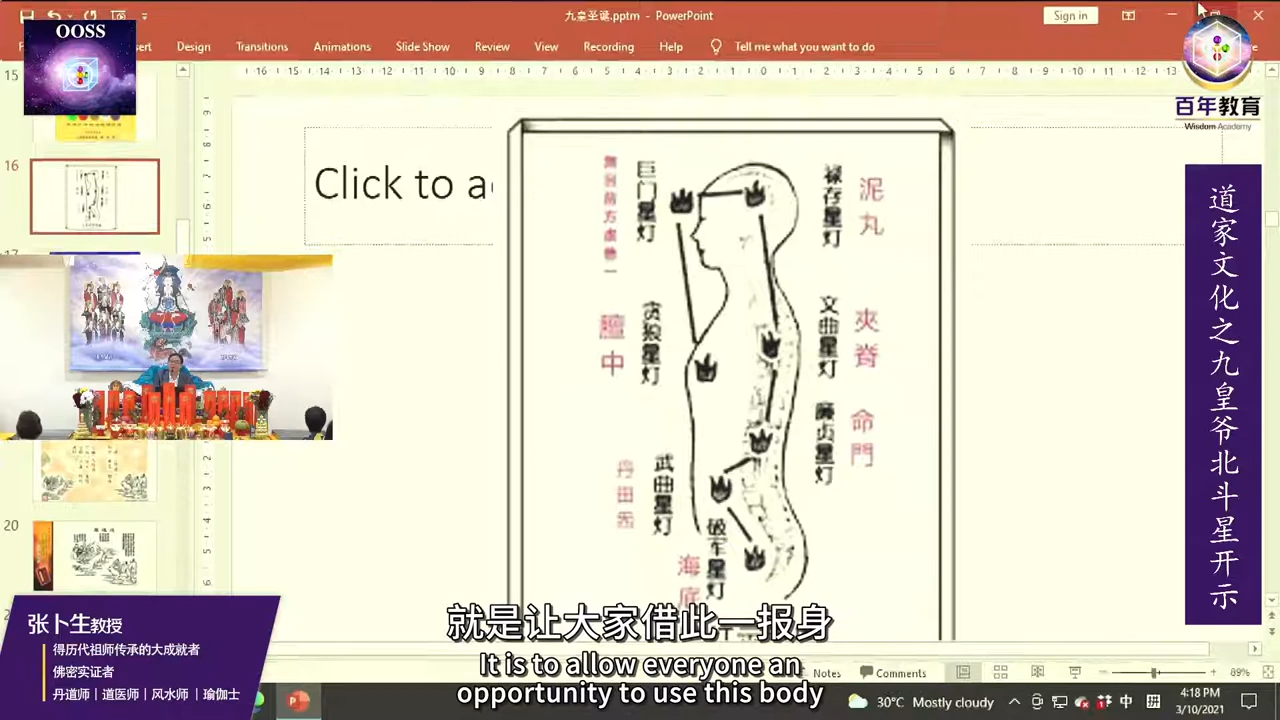 九皇圣诞.pptm - PowerPoint
Sign in
OOSS
Design
Transitions
Animations
Slide Show
Review
View
Recording
Help
Tell me what you want to do
百年教育
Wisdom Academy
15
16
20
巨门星灯
禄存星灯
泥丸
膻中
贪狼星灯
文曲星灯
夹脊
廉贞星灯
命門
武曲星灯
破军星灯
海底
道家文化之九皇爷北斗星开示
张卜生教授
得历代祖师传承的大成就者
佛密实证者
丹道师丨道医师丨风水师丨瑜伽士
就是让大家借此一报身
It is to allow everyone an
opportunity to use this body
Notes
Comments
89%
30°C Mostly cloudy
中
4:18 PM
3/10/2021